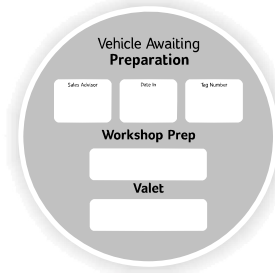 Vehicle Awaiting
Preparation
Sales Advisor Date In Tag Number
Workshop Prep
Valet